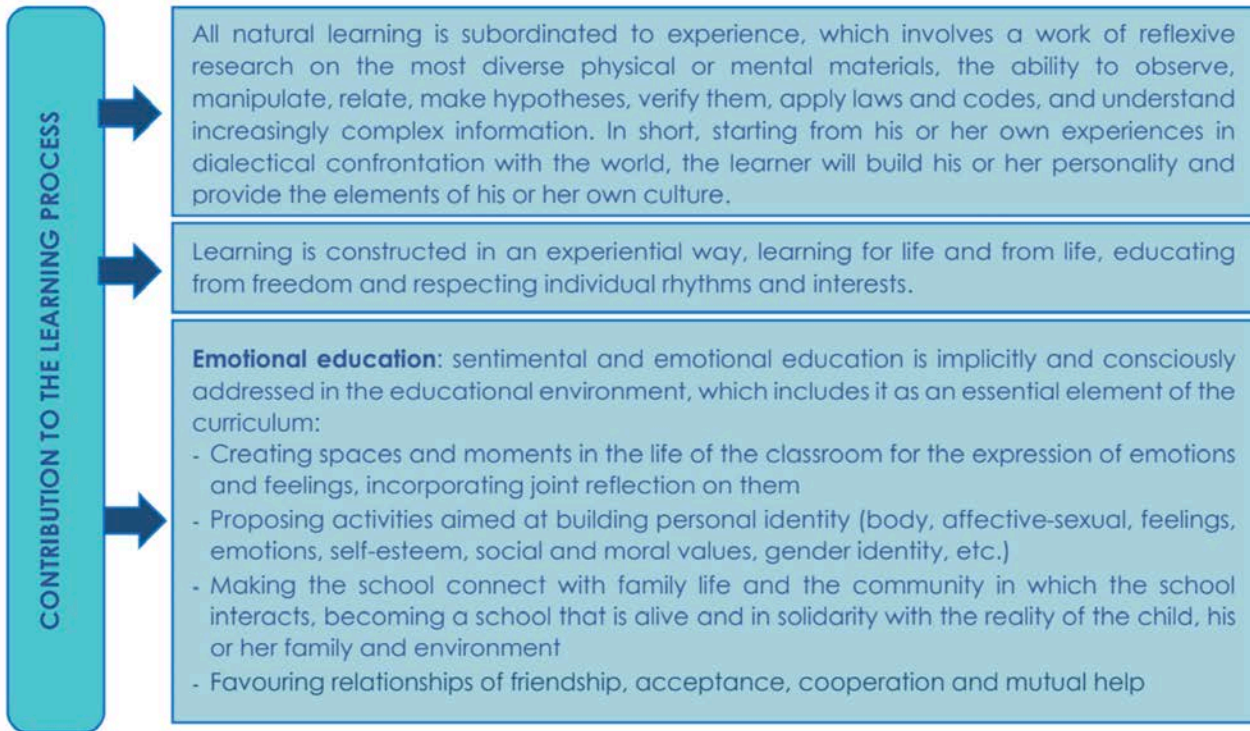 CONTRIBUTION TO THE LEARNING PROCESS
All natural learning is subordinated to experience, which involves a work of reflexive
research on the most diverse physical or mental materials, the ability to observe,
manipulate, relate, make hypotheses, verify them, apply laws and codes, and understand
increasingly complex information. In short, starting from his or her own experiences in
dialectical confrontation with the world, the learner will build his or her personality and
provide the elements of his or her own culture.
Learning is constructed in an experiential way, learning for life and from life, educating
from freedom and respecting individual rhythms and interests.
Emotional education: sentimental and emotional education is implicitly and consciously
addressed in the educational environment, which includes it as an essential element of the
curriculum:
- Creating spaces and moments in the life of the classroom for the expression of emotions
and feelings, incorporating joint reflection on them
- Proposing activities aimed at building personal identity (body, affective-sexual, feelings,
emotions, self-esteem, social and moral values, gender identity, etc.)
- Making the school connect with family life and the community in which the school
interacts, becoming a school that is alive and in solidarity with the reality of the child, his
or her family and environment
- Favouring relationships of friendship, acceptance, cooperation and mutual help